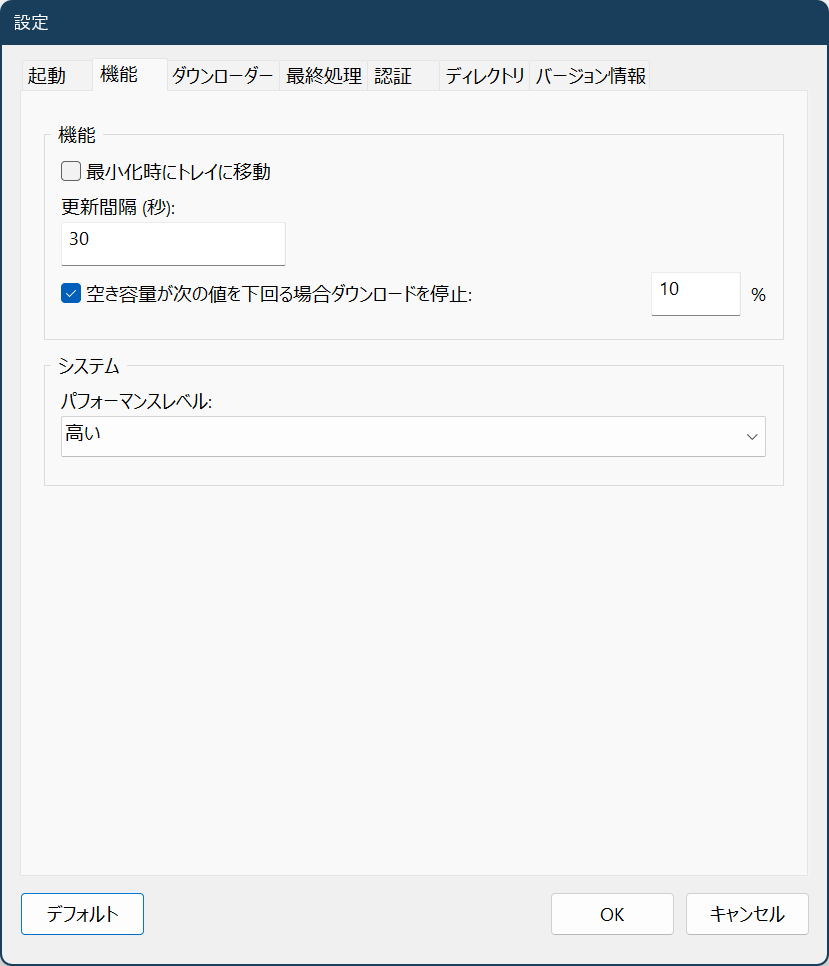 設定
起動 機能 ダウンローダー 最終処理 認証 ディレクトリ バージョン情報
機能
最小化時にトレイに移動
更新間隔 (秒):
30
空き容量が次の値を下回る場合ダウンロードを停止: 10 %
システム
パフォーマンスレベル:
高い
デフォルト OK キャンセル